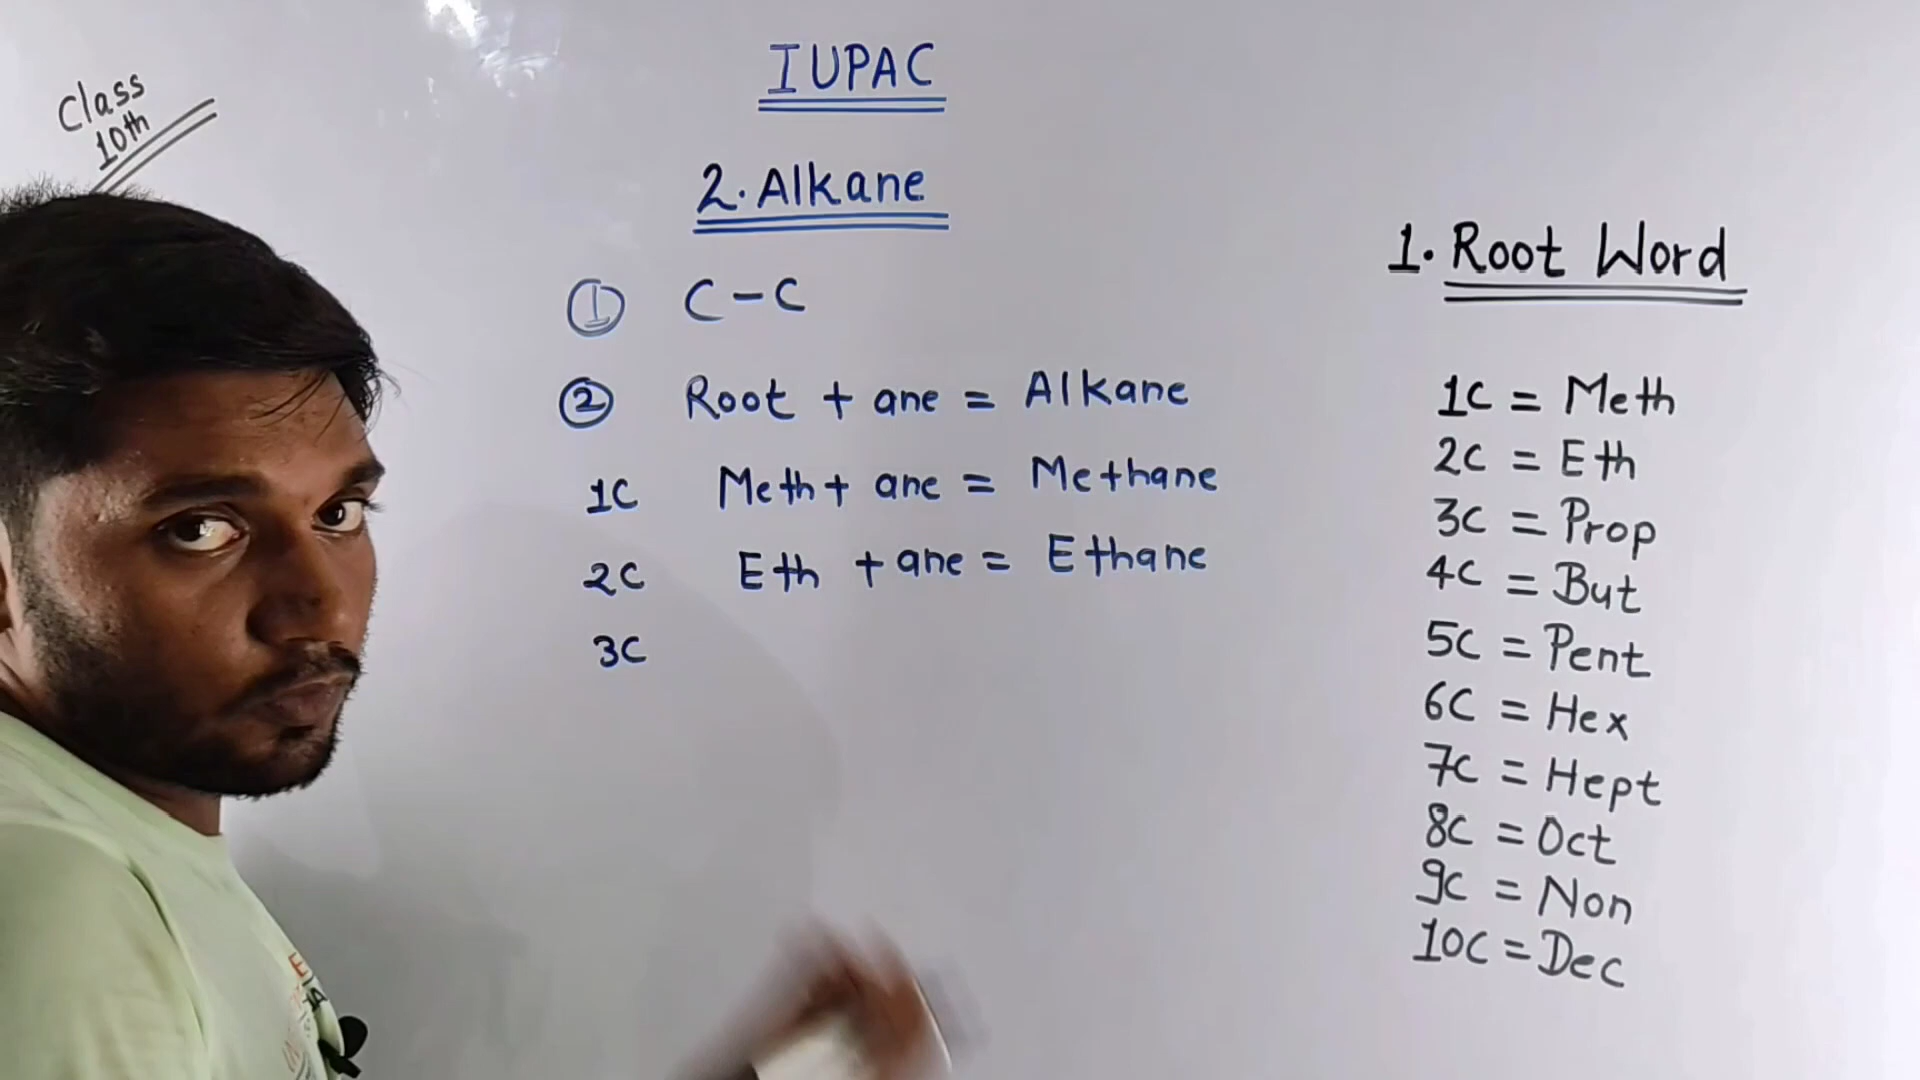 Class
10th
IUPAC
2. Alkane
① C-C
② Root + ane = Alkane
1C Meth + ane = Methane
2C Eth + ane = Ethane
3C
1. Root Word
1C = Meth
2C = Eth
3C = Prop
4C = But
5C = Pent
6C = Hex
7C = Hept
8C = Oct
9C = Non
10C = Dec